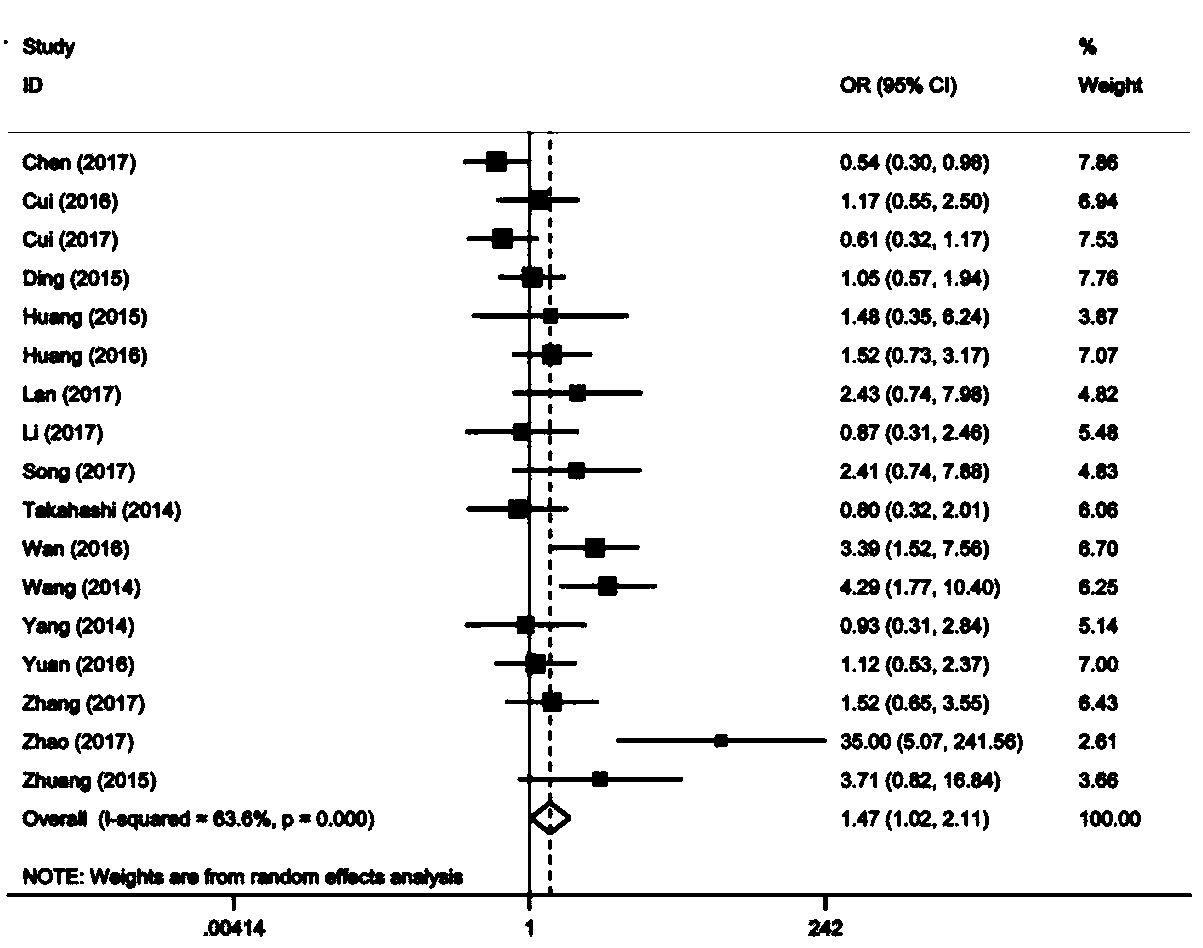 Study %
ID OR (95% CI) Weight
Chen (2017) 0.54 (0.30, 0.98) 7.86
Cui (2016) 1.17 (0.55, 2.50) 6.94
Cui (2017) 0.61 (0.32, 1.17) 7.53
Ding (2015) 1.05 (0.57, 1.94) 7.76
Huang (2015) 1.48 (0.35, 6.24) 3.87
Huang (2016) 1.52 (0.73, 3.17) 7.07
Lan (2017) 2.43 (0.74, 7.98) 4.82
Li (2017) 0.87 (0.31, 2.46) 5.48
Song (2017) 2.41 (0.74, 7.88) 4.83
Takahashi (2014) 0.80 (0.32, 2.01) 6.06
Wan (2016) 3.39 (1.52, 7.56) 6.70
Wang (2014) 4.29 (1.77, 10.40) 6.25
Yang (2014) 0.93 (0.31, 2.84) 5.14
Yuan (2016) 1.12 (0.53, 2.37) 7.00
Zhang (2017) 1.52 (0.65, 3.55) 6.43
Zhao (2017) 35.00 (5.07, 241.56) 2.61
Zhuang (2015) 3.71 (0.82, 16.84) 3.66
Overall (I-squared = 63.6%, p = 0.000) 1.47 (1.02, 2.11) 100.00
NOTE: Weights are from random effects analysis
.00414 1 242